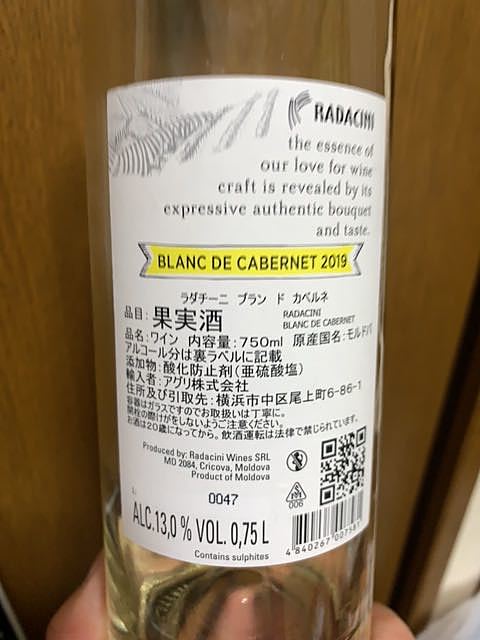 RADACINI
the essence of
our love for wine
craft is revealed by its
expressive authentic bouquet
and taste.
BLANC DE CABERNET 2019
ラダチーニ ブラン ド カベルネ
品目：果実酒
RADACINI
BLANC DE CABERNET
品名：ワイン 内容量：750ml 原産国名：モルドバ
アルコール分は裏ラベルに記載
添加物：酸化防止剤（亜硫酸塩）
輸入者：アグリ株式会社
住所及び引取先：横浜市中区尾上町6-86-1
容器はガラスですのでお取扱いは丁寧に。
開栓の際けがをしないようご注意ください。
お酒は20歳になってから。飲酒運転は法律で禁じられています。
Produced by: Radacini Wines SRL
MD 2084, Cricova, Moldova
Product of Moldova
0047
006
ALC.13,0 % VOL. 0,75 L
Contains sulphites
4 840267 00